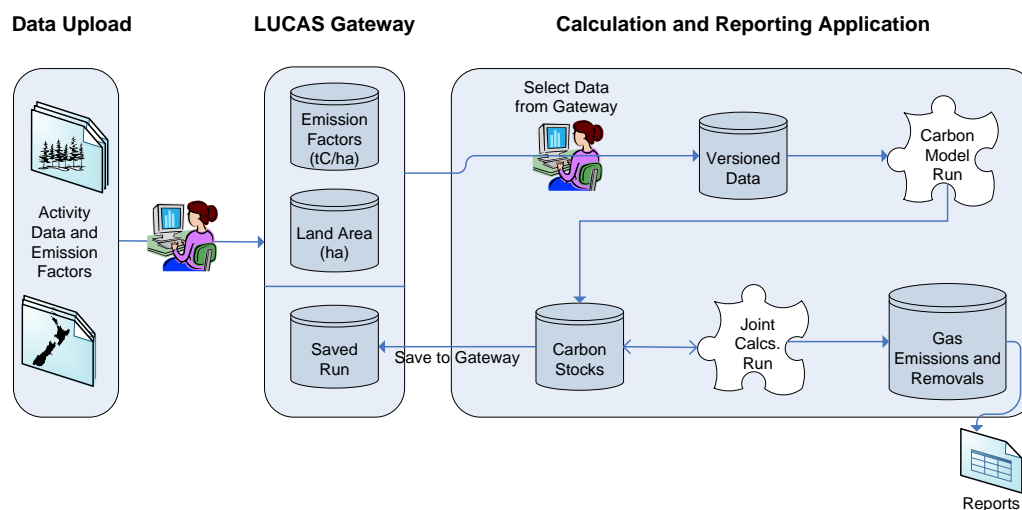 Data Upload
LUCAS Gateway
Calculation and Reporting Application
Activity
Data and
Emission
Factors
Emission
Factors
(tC/ha)
Land Area
(ha)
Saved
Run
Select Data
from Gateway
Versioned
Data
Carbon
Model
Run
Save to Gateway
Carbon
Stocks
Joint
Calcs.
Run
Gas
Emissions and
Removals
Reports